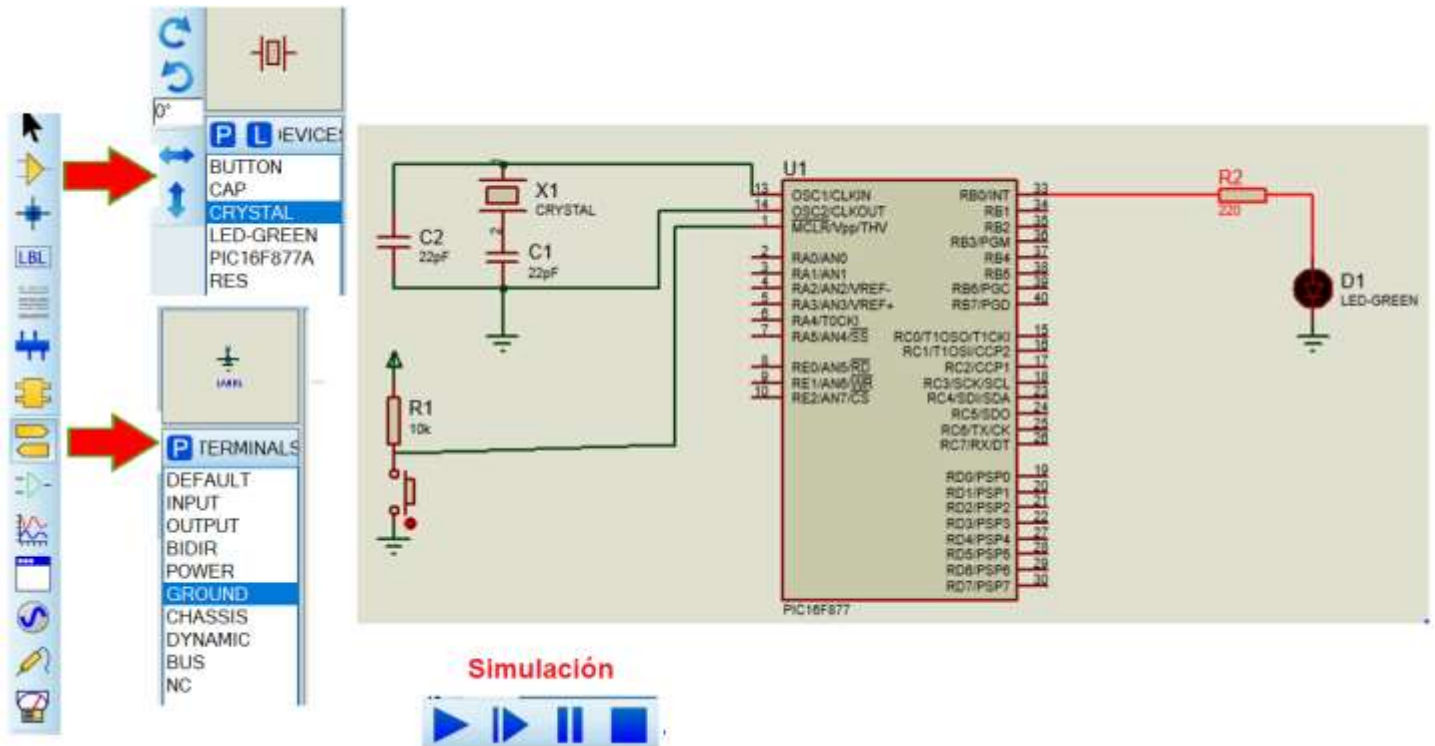 0°
P L EVICES
BUTTON
CAP
CRYSTAL
LED-GREEN
PIC16F877A
RES
LBL
LABEL
P TERMINALS
DEFAULT
INPUT
OUTPUT
BIDIR
POWER
GROUND
CHASSIS
DYNAMIC
BUS
NC
X1
CRYSTAL
1
2
C2
22pF
C1
22pF
R1
10k
U1
13 OSC1/CLKIN
14 OSC2/CLKOUT
1 MCLR/Vpp/THV
2 RA0/AN0
3 RA1/AN1
4 RA2/AN2/VREF-
5 RA3/AN3/VREF+
6 RA4/T0CKI
7 RA5/AN4/SS
8 RE0/AN5/RD
9 RE1/AN6/WR
10 RE2/AN7/CS
RB0/INT 33
RB1 34
RB2 35
RB3/PGM 36
RB4 37
RB5 38
RB6/PGC 39
RB7/PGD 40
RC0/T1OSO/T1CKI 15
RC1/T1OSI/CCP2 16
RC2/CCP1 17
RC3/SCK/SCL 18
RC4/SDI/SDA 23
RC5/SDO 24
RC6/TX/CK 25
RC7/RX/DT 26
RD0/PSP0 19
RD1/PSP1 20
RD2/PSP2 21
RD3/PSP3 22
RD4/PSP4 27
RD5/PSP5 28
RD6/PSP6 29
RD7/PSP7 30
PIC16F877
R2
220
D1
LED-GREEN
Simulación